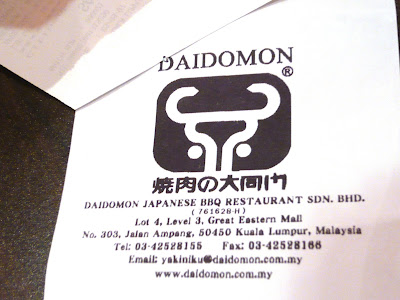 DAIDOMON
®
焼肉の大同门
DAIDOMON JAPANESE BBQ RESTAURANT SDN. BHD.
(761628-H)
Lot 4, Level 3, Great Eastern Mall
No. 303, Jalan Ampang, 50450 Kuala Lumpur, Malaysia
Tel: 03-42528155 Fax: 03-42528166
Email: yakiniku@daidomon.com.my
www.daidomon.com.my